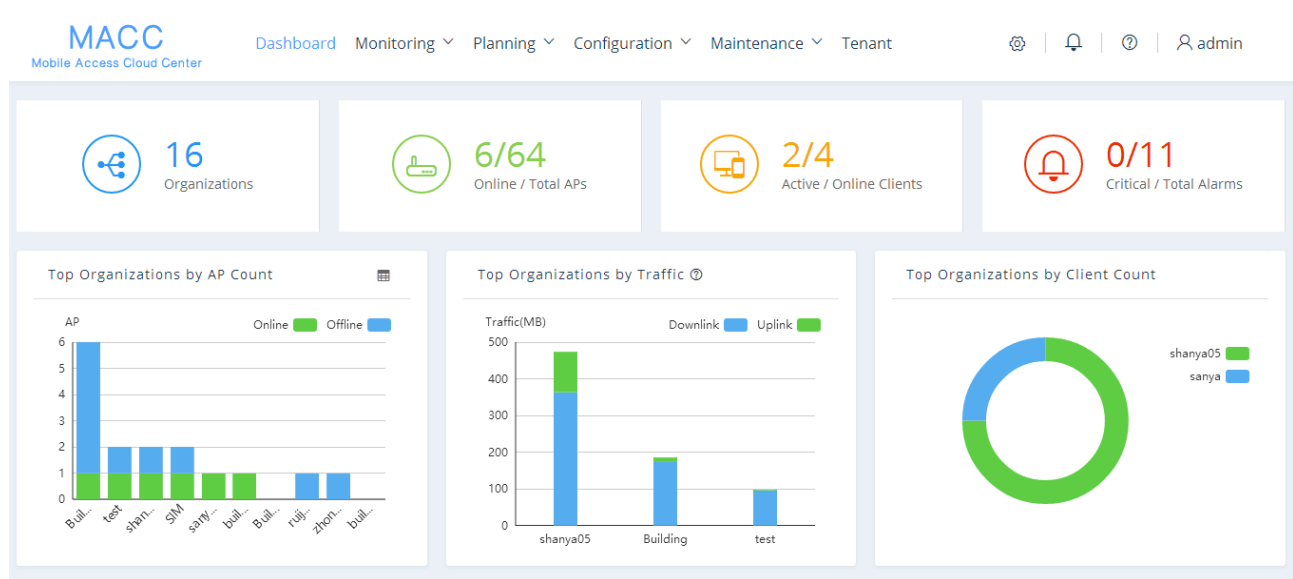 MACC
Mobile Access Cloud Center
Dashboard Monitoring Planning Configuration Maintenance Tenant admin
16
Organizations
6/64
Online / Total APs
2/4
Active / Online Clients
0/11
Critical / Total Alarms
Top Organizations by AP Count
AP
Online Offline
6
5
4
3
2
1
0
Buil... test shan... SIM sany... buil... Buil... ruij... zhon... buil...
Top Organizations by Traffic
Traffic(MB)
Downlink Uplink
500
400
300
200
100
0
shanya05 Building test
Top Organizations by Client Count
shanya05
sanya